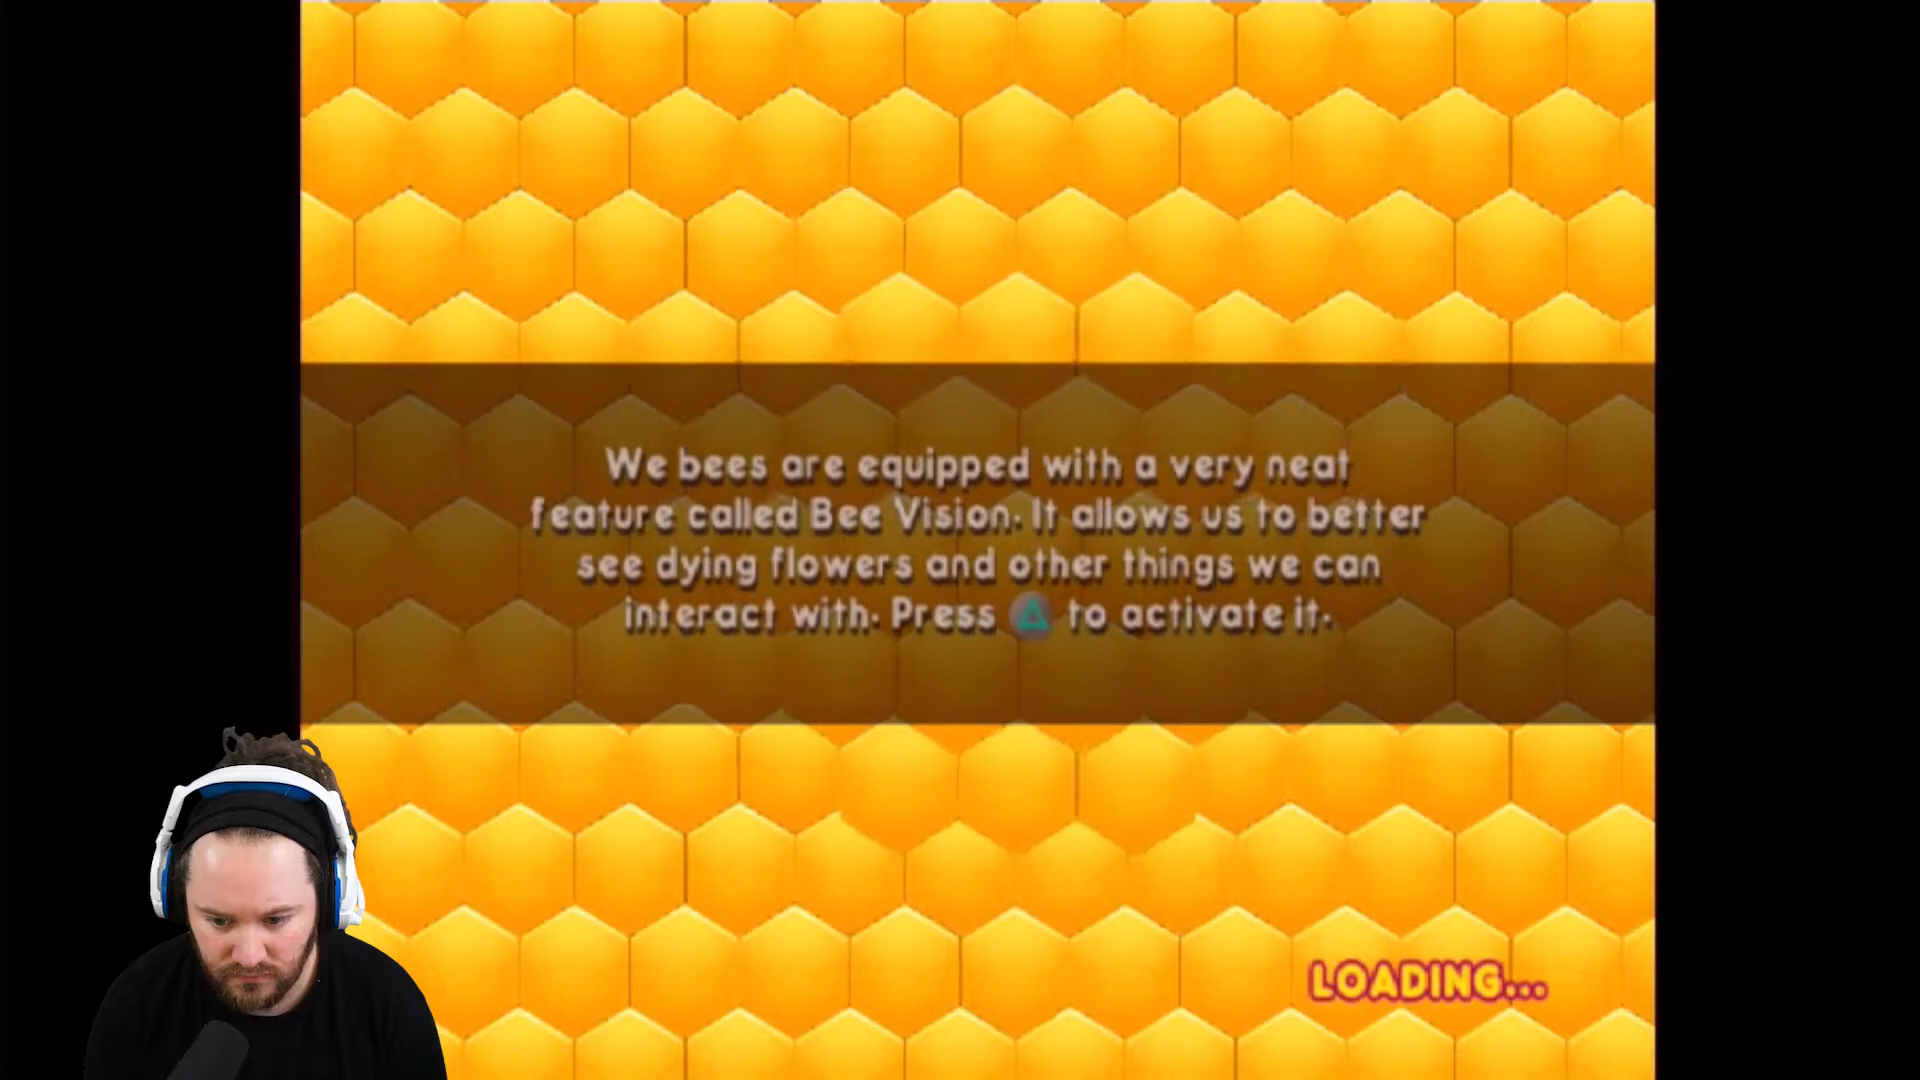 We bees are equipped with a very neat
feature called Bee Vision. It allows us to better
see dying flowers and other things we can
interact with. Press △ to activate it.
LOADING...